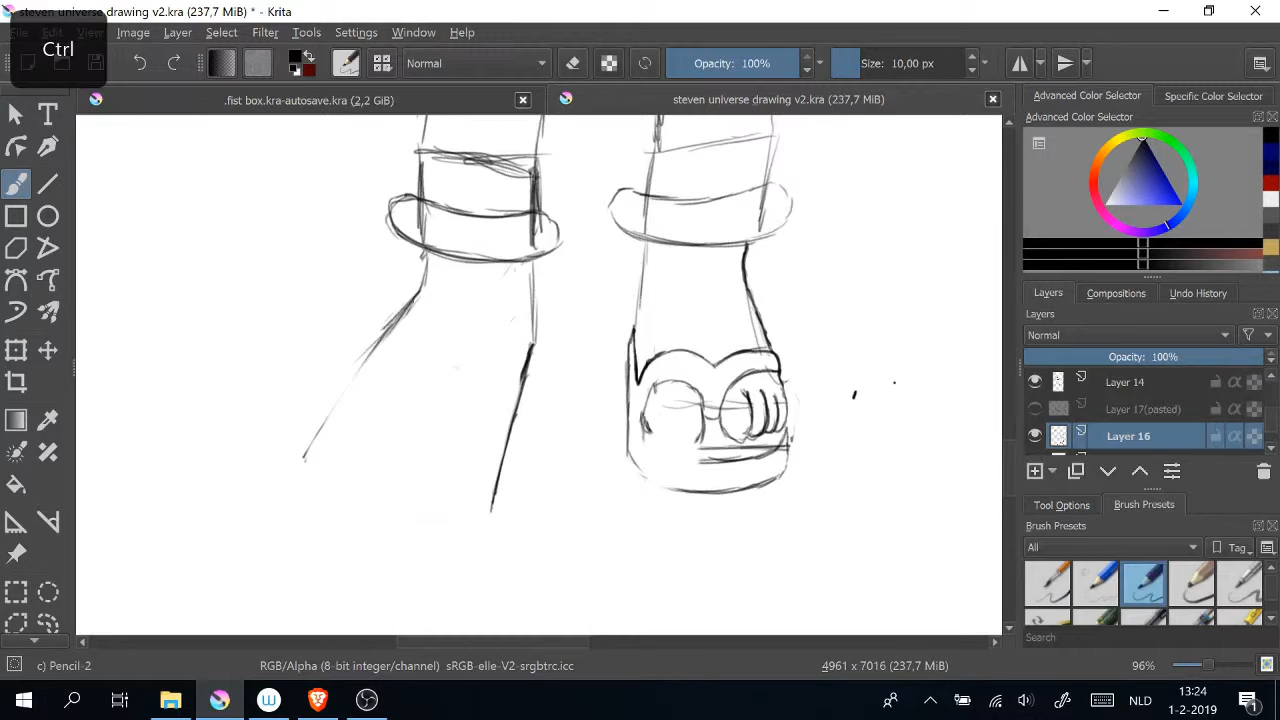 steven universe drawing v2.kra (237,7 MiB) * - Krita
File Edit View Image Layer Select Filter Tools Settings Window Help
Ctrl
Normal
Opacity: 100%
Size: 10,00 px
.fist box.kra-autosave.kra (2,2 GiB)
steven universe drawing v2.kra (237,7 MiB)
Advanced Color Selector
Specific Color Selector
Advanced Color Selector
Layers
Compositions
Undo History
Layers
Normal
Opacity: 100%
Layer 14
Layer 17(pasted)
Layer 16
Tool Options
Brush Presets
Brush Presets
All
Tag
Search
c) Pencil-2
RGB/Alpha (8-bit integer/channel) sRGB-elle-V2-srgbtrc.icc
4961 x 7016 (237,7 MiB)
96%
NLD
13:24
1-2-2019
1